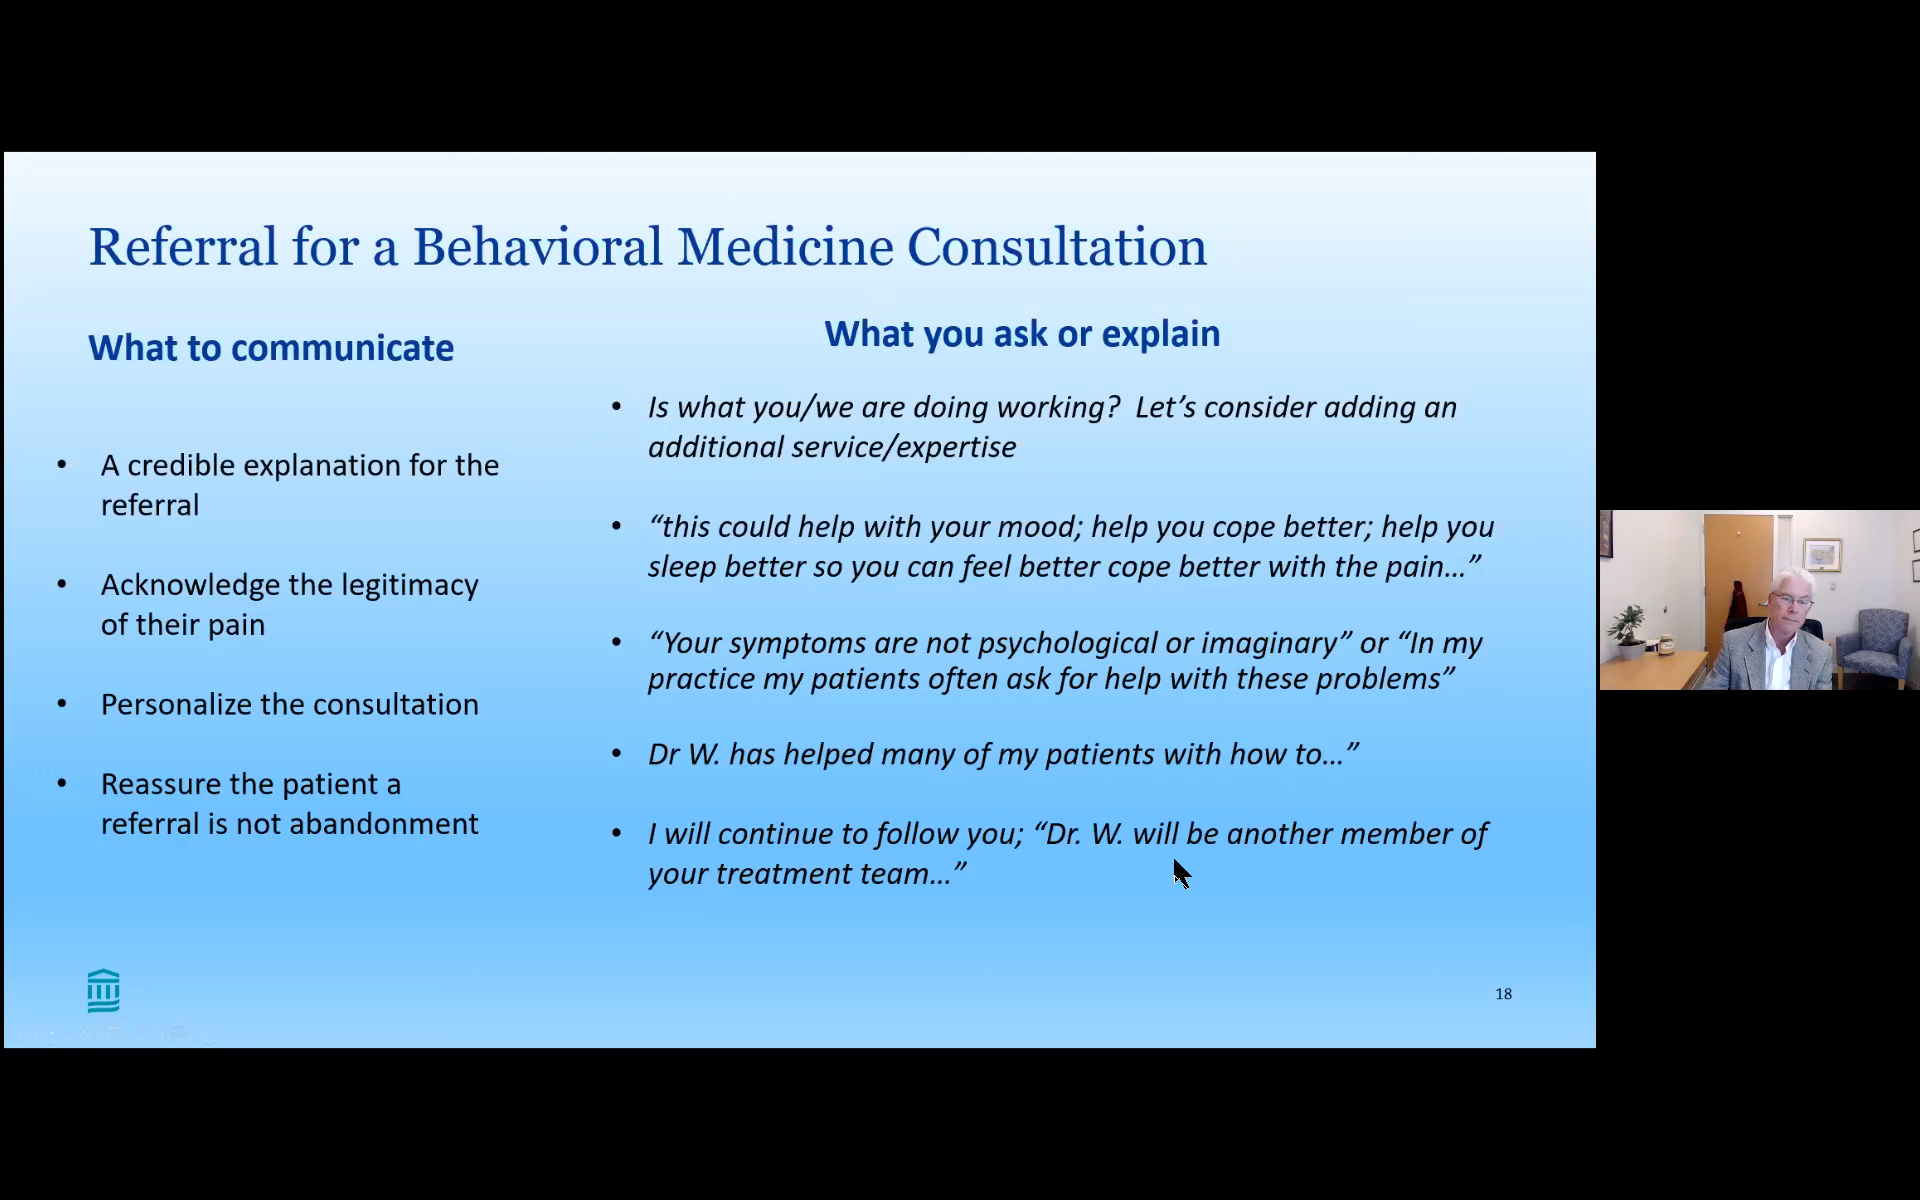 Referral for a Behavioral Medicine Consultation
What to communicate
• A credible explanation for the
referral
• Acknowledge the legitimacy
of their pain
• Personalize the consultation
• Reassure the patient a
referral is not abandonment
What you ask or explain
• Is what you/we are doing working?  Let’s consider adding an
additional service/expertise
• “this could help with your mood; help you cope better; help you
sleep better so you can feel better cope better with the pain…”
• “Your symptoms are not psychological or imaginary” or “In my
practice my patients often ask for help with these problems”
• Dr W. has helped many of my patients with how to…”
• I will continue to follow you; “Dr. W. will be another member of
your treatment team…”
18